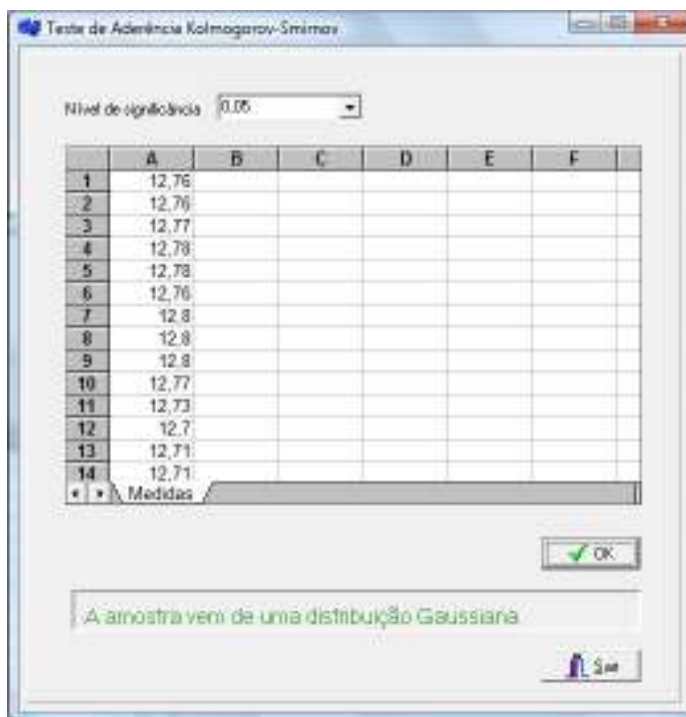 Teste de Aderência Kolmogorov-Smirnov
Nível de significância 0.05
A B C D E F
1 12,76
2 12,76
3 12,77
4 12,78
5 12,78
6 12,76
7 12,8
8 12,8
9 12,8
10 12,77
11 12,73
12 12,7
13 12,71
14 12,71
Medidas
OK
A amostra vem de uma distribuição Gaussiana
Sair